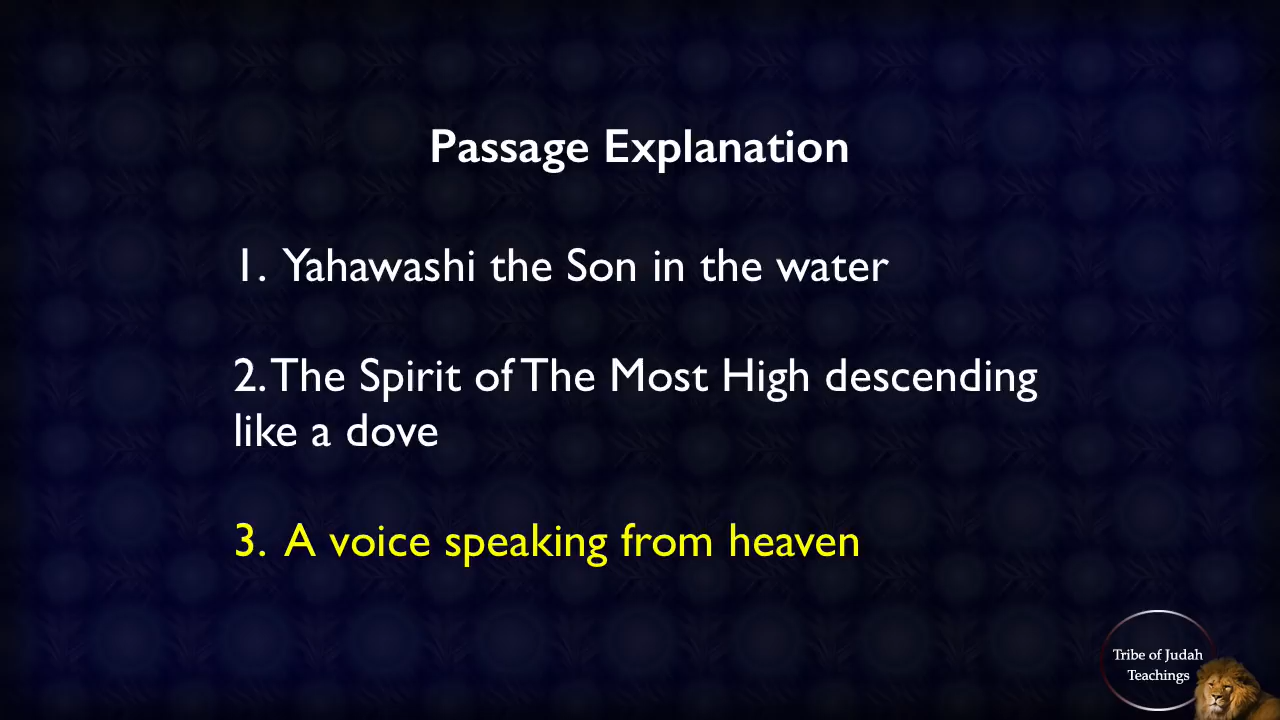 Passage Explanation
1. Yahawashi the Son in the water
2. The Spirit of The Most High descending
like a dove
3. A voice speaking from heaven
Tribe of Judah
Teachings